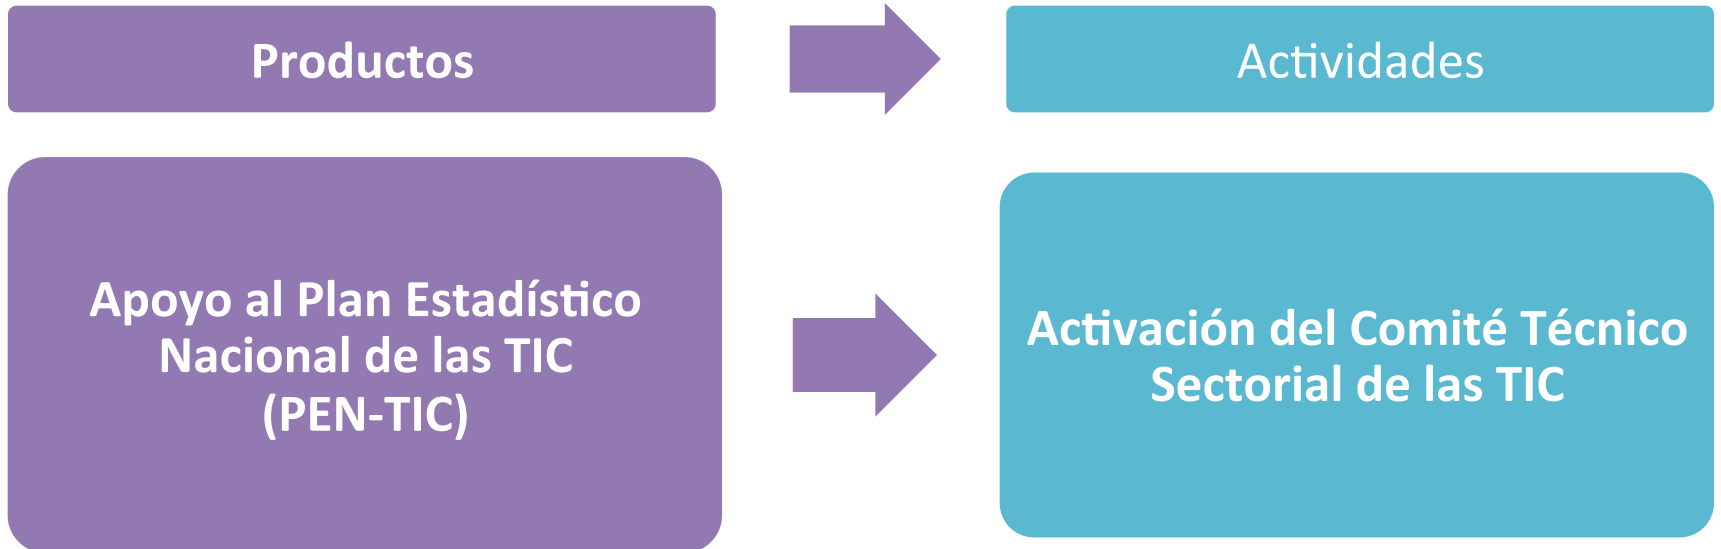 Productos
Actividades
Apoyo al Plan Estadístico
Nacional de las TIC
(PEN-TIC)
Activación del Comité Técnico
Sectorial de las TIC